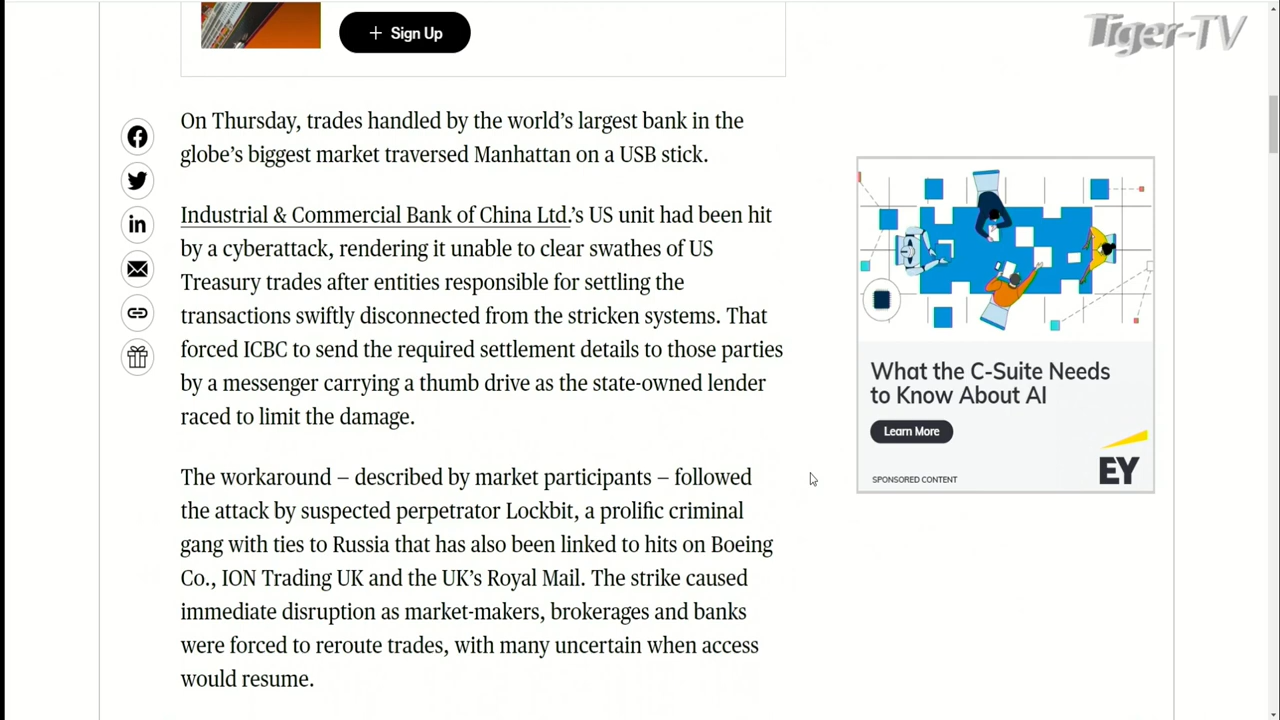 Tiger-TV
+ Sign Up
On Thursday, trades handled by the world’s largest bank in the
globe’s biggest market traversed Manhattan on a USB stick.
Industrial & Commercial Bank of China Ltd.’s US unit had been hit
by a cyberattack, rendering it unable to clear swathes of US
Treasury trades after entities responsible for settling the
transactions swiftly disconnected from the stricken systems. That
forced ICBC to send the required settlement details to those parties
by a messenger carrying a thumb drive as the state-owned lender
raced to limit the damage.
The workaround – described by market participants – followed
the attack by suspected perpetrator Lockbit, a prolific criminal
gang with ties to Russia that has also been linked to hits on Boeing
Co., ION Trading UK and the UK’s Royal Mail. The strike caused
immediate disruption as market-makers, brokerages and banks
were forced to reroute trades, with many uncertain when access
would resume.
What the C-Suite Needs
to Know About AI
Learn More
EY
SPONSORED CONTENT